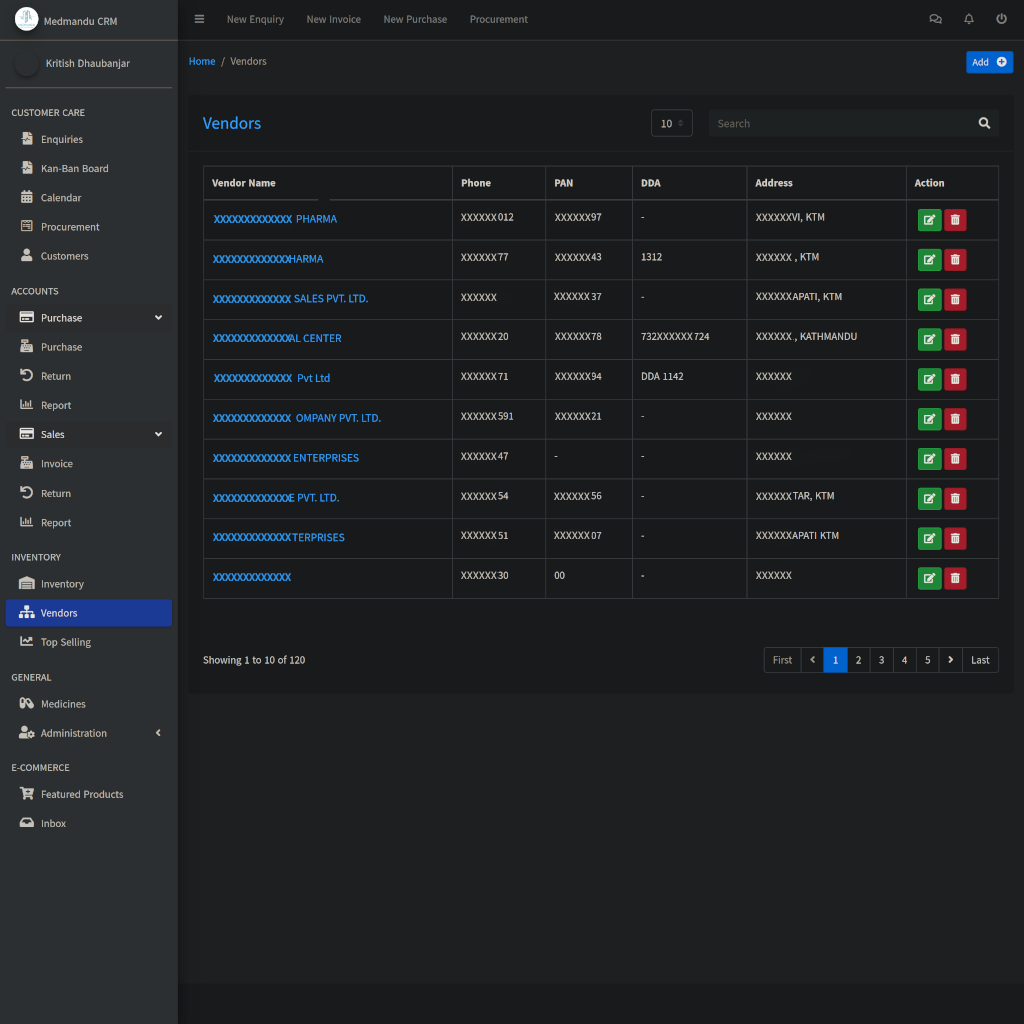 Medmandu CRM
New Enquiry New Invoice New Purchase Procurement
Kritish Dhaubanjar
Home / Vendors
Add
CUSTOMER CARE
Enquiries
Kan-Ban Board
Calendar
Procurement
Customers
ACCOUNTS
Purchase
Purchase
Return
Report
Sales
Invoice
Return
Report
INVENTORY
Inventory
Vendors
Top Selling
GENERAL
Medicines
Administration
E-COMMERCE
Featured Products
Inbox
Vendors
10
Search
Vendor Name Phone PAN DDA Address Action
XXXXXXXXXXXXX PHARMA XXXXXX012 XXXXXX97 - XXXXXXVI, KTM
XXXXXXXXXXXXXHARMA XXXXXX77 XXXXXX43 1312 XXXXXX , KTM
XXXXXXXXXXXXX SALES PVT. LTD. XXXXXX XXXXXX37 - XXXXXXAPATI, KTM
XXXXXXXXXXXXXAL CENTER XXXXXX20 XXXXXX78 732XXXXXX724 XXXXXX , KATHMANDU
XXXXXXXXXXXXX Pvt Ltd XXXXXX71 XXXXXX94 DDA 1142 XXXXXX
XXXXXXXXXXXXX OMPANY PVT. LTD. XXXXXX591 XXXXXX21 - XXXXXX
XXXXXXXXXXXXX ENTERPRISES XXXXXX47 - - XXXXXX
XXXXXXXXXXXXXE PVT. LTD. XXXXXX54 XXXXXX56 - XXXXXXTAR, KTM
XXXXXXXXXXXXXTERPRISES XXXXXX51 XXXXXX07 - XXXXXXAPATI KTM
XXXXXXXXXXXXX XXXXXX30 00 - XXXXXX
Showing 1 to 10 of 120
First 1 2 3 4 5 Last